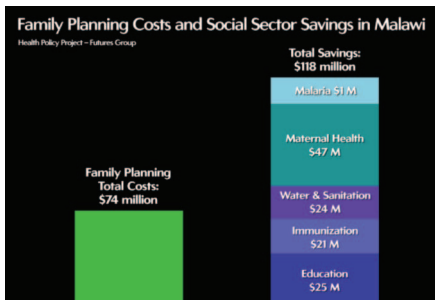 Family Planning Costs and Social Sector Savings in Malawi
Health Policy Project – Futures Group
Total Savings:
$118 million
Malaria $1 M
Maternal Health
$47 M
Family Planning
Total Costs:
$74 million
Water & Sanitation
$24 M
Immunization
$21 M
Education
$25 M